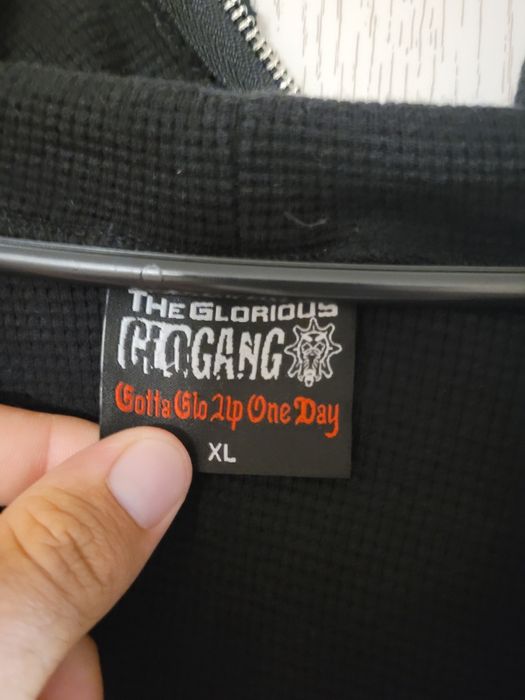 THE GLORIOUS
GLOGANG
Gotta Glo Up One Day
XL